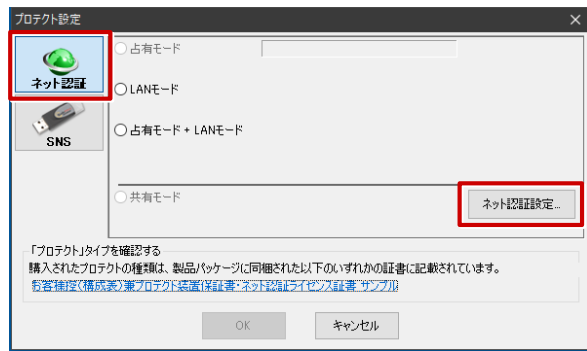 プロテクト設定
ネット認証
SNS
占有モード
LANモード
占有モード + LANモード
共有モード
ネット認証設定...
「プロテクト」タイプを確認する
購入されたプロテクトの種類は、製品パッケージに同梱された以下のいずれかの証書に記載されています。
お客様控(構成表)兼プロテクト装置保証書・ネット認証ライセンス証書 サンプル
OK
キャンセル